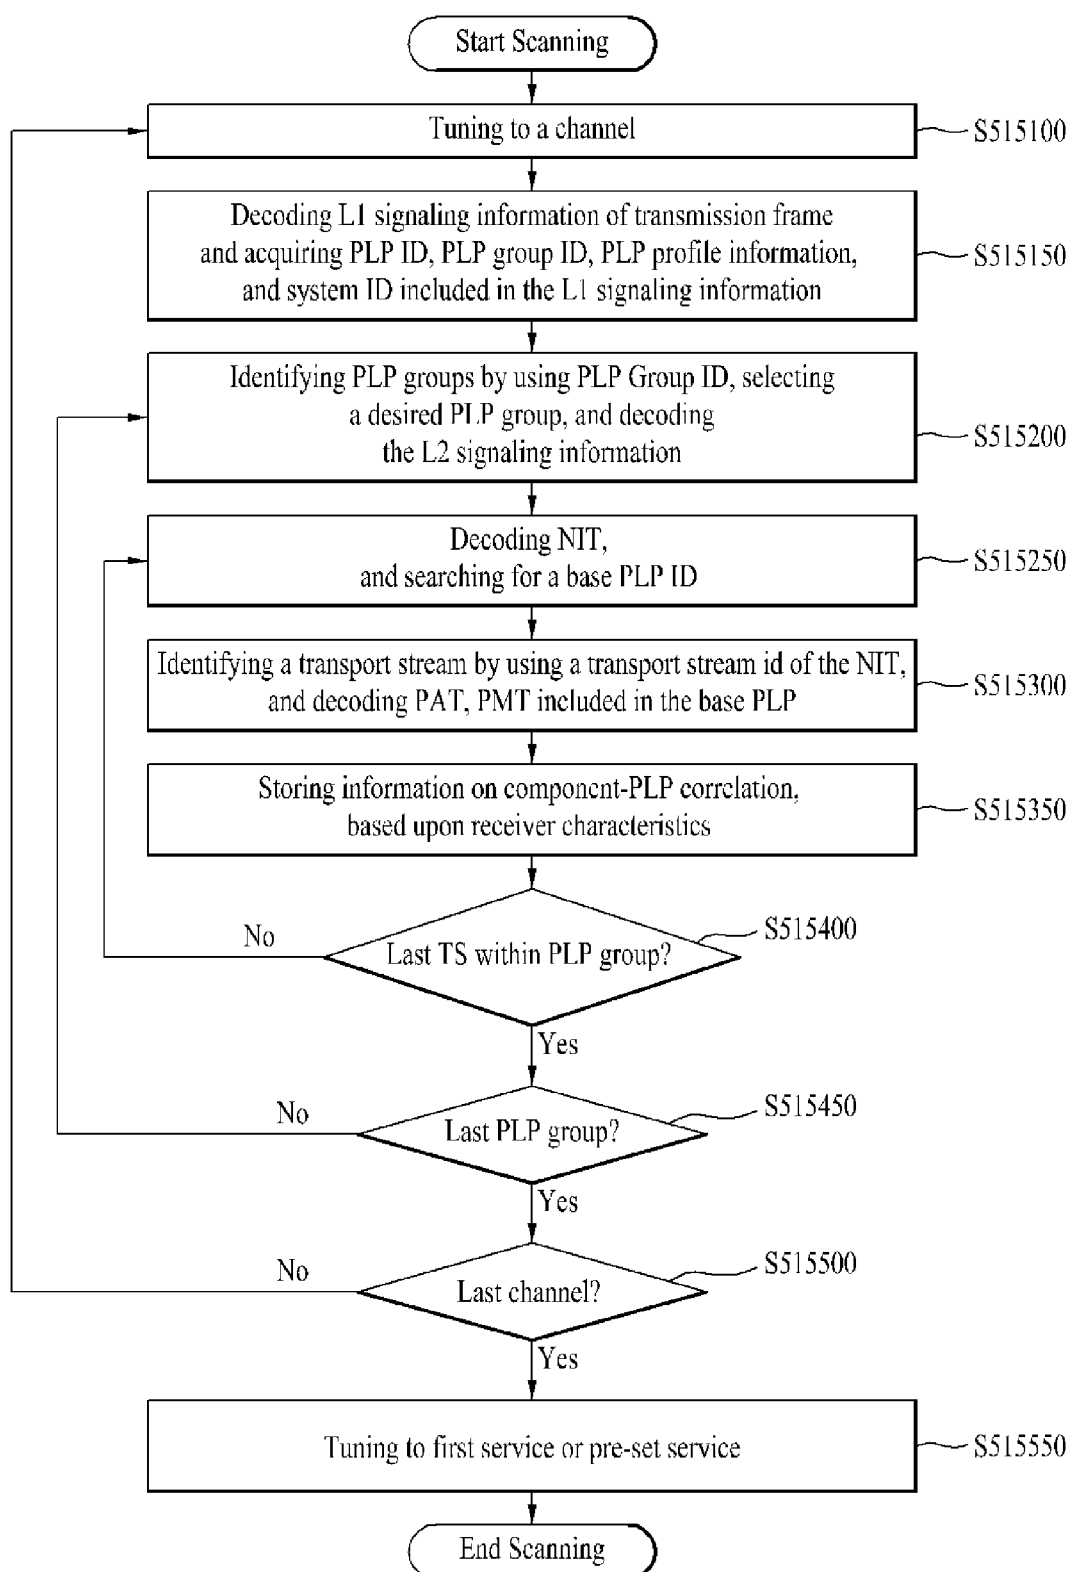 Start Scanning
Tuning to a channel
S515100
Decoding L1 signaling information of transmission frame
and acquiring PLP ID, PLP group ID, PLP profile information,
and system ID included in the L1 signaling information
S515150
Identifying PLP groups by using PLP Group ID, selecting
a desired PLP group, and decoding
the L2 signaling information
S515200
Decoding NIT,
and searching for a base PLP ID
S515250
Identifying a transport stream by using a transport stream id of the NIT,
and decoding PAT, PMT included in the base PLP
S515300
Storing information on component-PLP correlation,
based upon receiver characteristics
S515350
Last TS within PLP group?
S515400
No
Yes
Last PLP group?
S515450
No
Yes
Last channel?
S515500
No
Yes
Tuning to first service or pre-set service
S515550
End Scanning